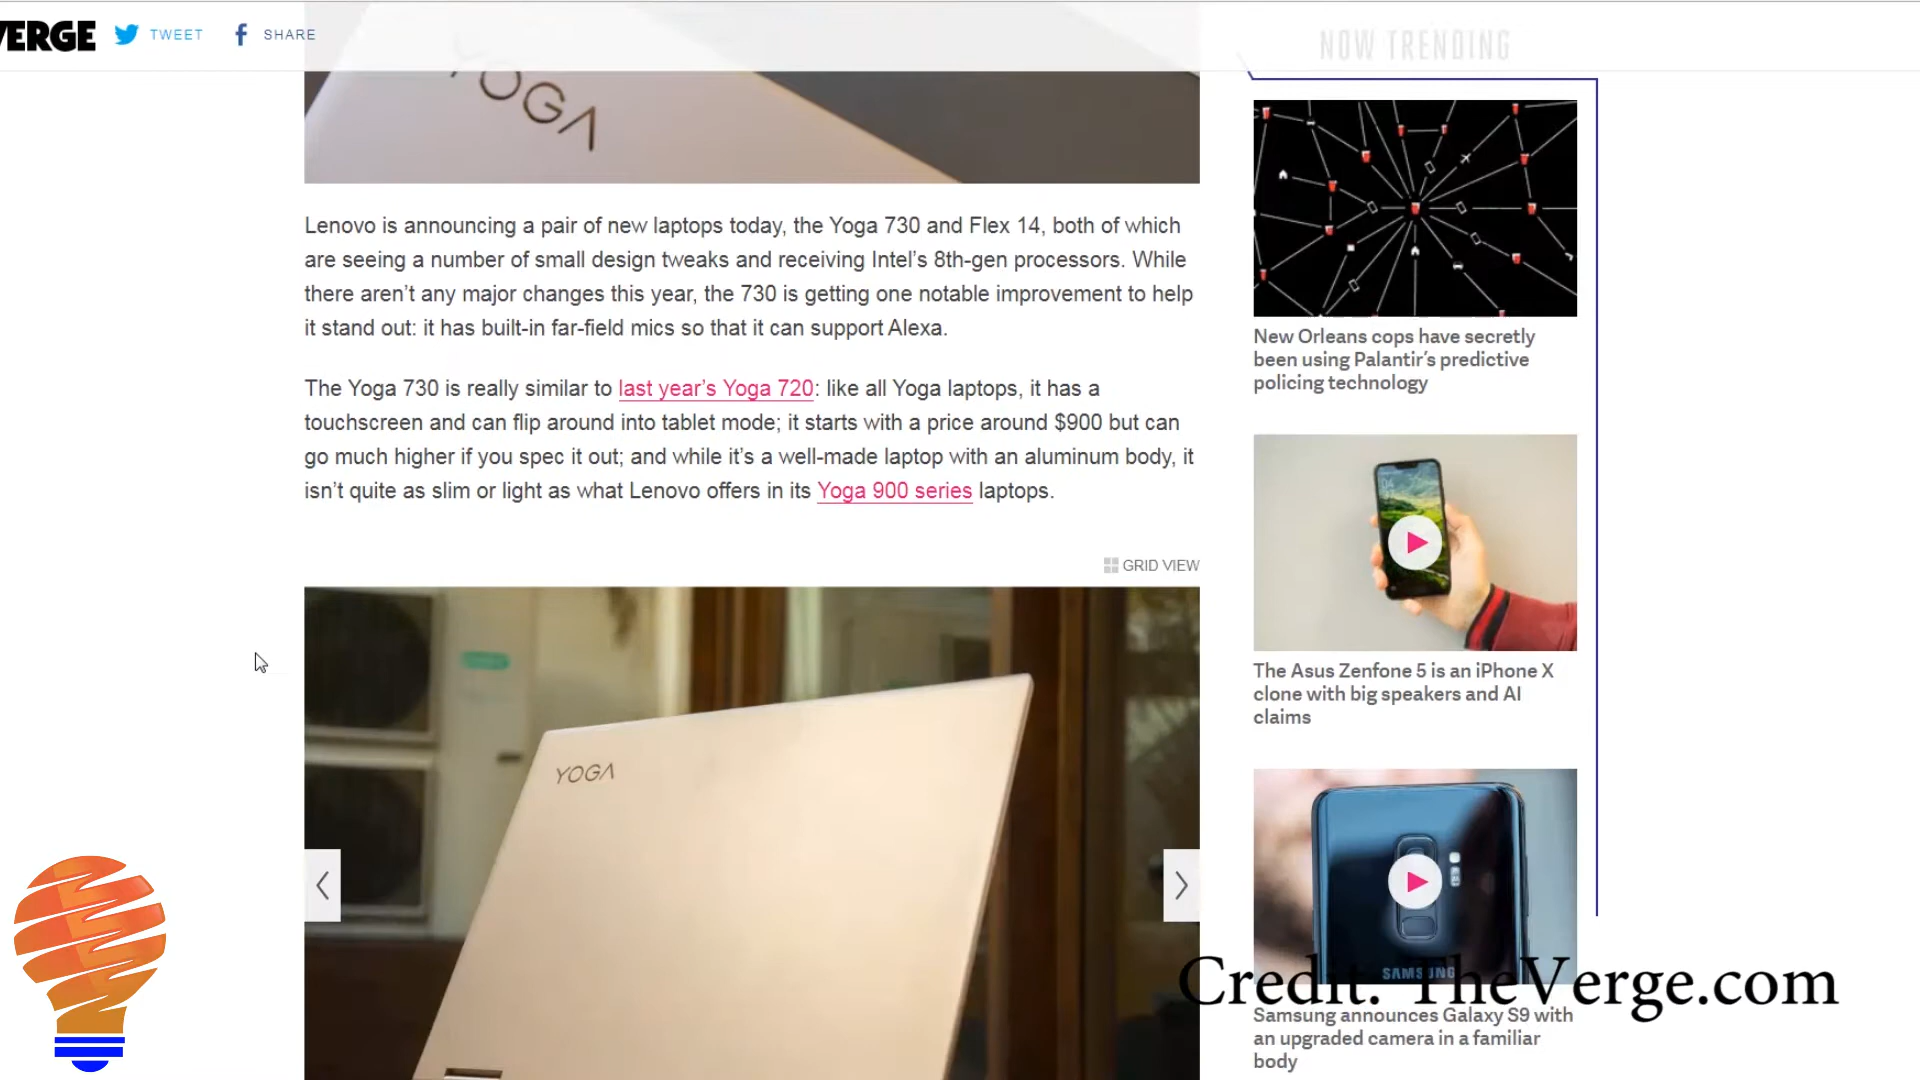 VERGE
TWEET
SHARE
NOW TRENDING
YOGA
Lenovo is announcing a pair of new laptops today, the Yoga 730 and Flex 14, both of which
are seeing a number of small design tweaks and receiving Intel’s 8th-gen processors. While
there aren’t any major changes this year, the 730 is getting one notable improvement to help
it stand out: it has built-in far-field mics so that it can support Alexa.
The Yoga 730 is really similar to last year’s Yoga 720: like all Yoga laptops, it has a
touchscreen and can flip around into tablet mode; it starts with a price around $900 but can
go much higher if you spec it out; and while it’s a well-made laptop with an aluminum body, it
isn’t quite as slim or light as what Lenovo offers in its Yoga 900 series laptops.
GRID VIEW
YOGA
New Orleans cops have secretly
been using Palantir’s predictive
policing technology
The Asus Zenfone 5 is an iPhone X
clone with big speakers and AI
claims
SAMSUNG
Credit: TheVerge.com
Samsung announces Galaxy S9 with
an upgraded camera in a familiar
body